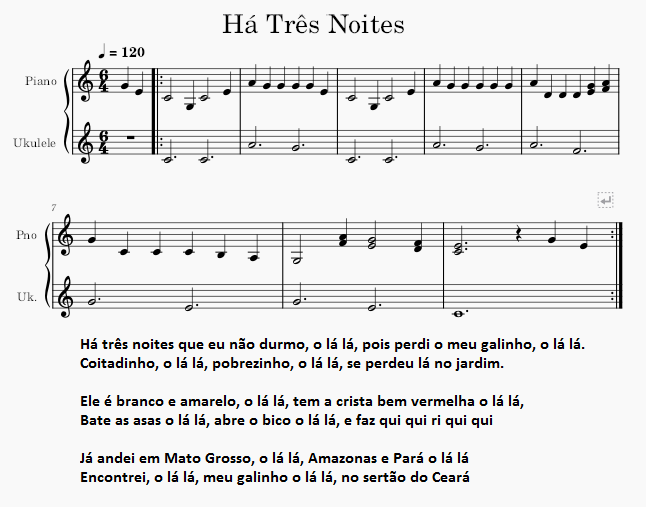 Há Três Noites
= 120
Piano
6
4
Ukulele
6
4
7
Pno
Uk.
Há três noites que eu não durmo, o lá lá, pois perdi o meu galinho, o lá lá.
Coitadinho, o lá lá, pobrezinho, o lá lá, se perdeu lá no jardim.
Ele é branco e amarelo, o lá lá, tem a crista bem vermelha o lá lá,
Bate as asas o lá lá, abre o bico o lá lá, e faz qui qui ri qui qui
Já andei em Mato Grosso, o lá lá, Amazonas e Pará o lá lá
Encontrei, o lá lá, meu galinho o lá lá, no sertão do Ceará